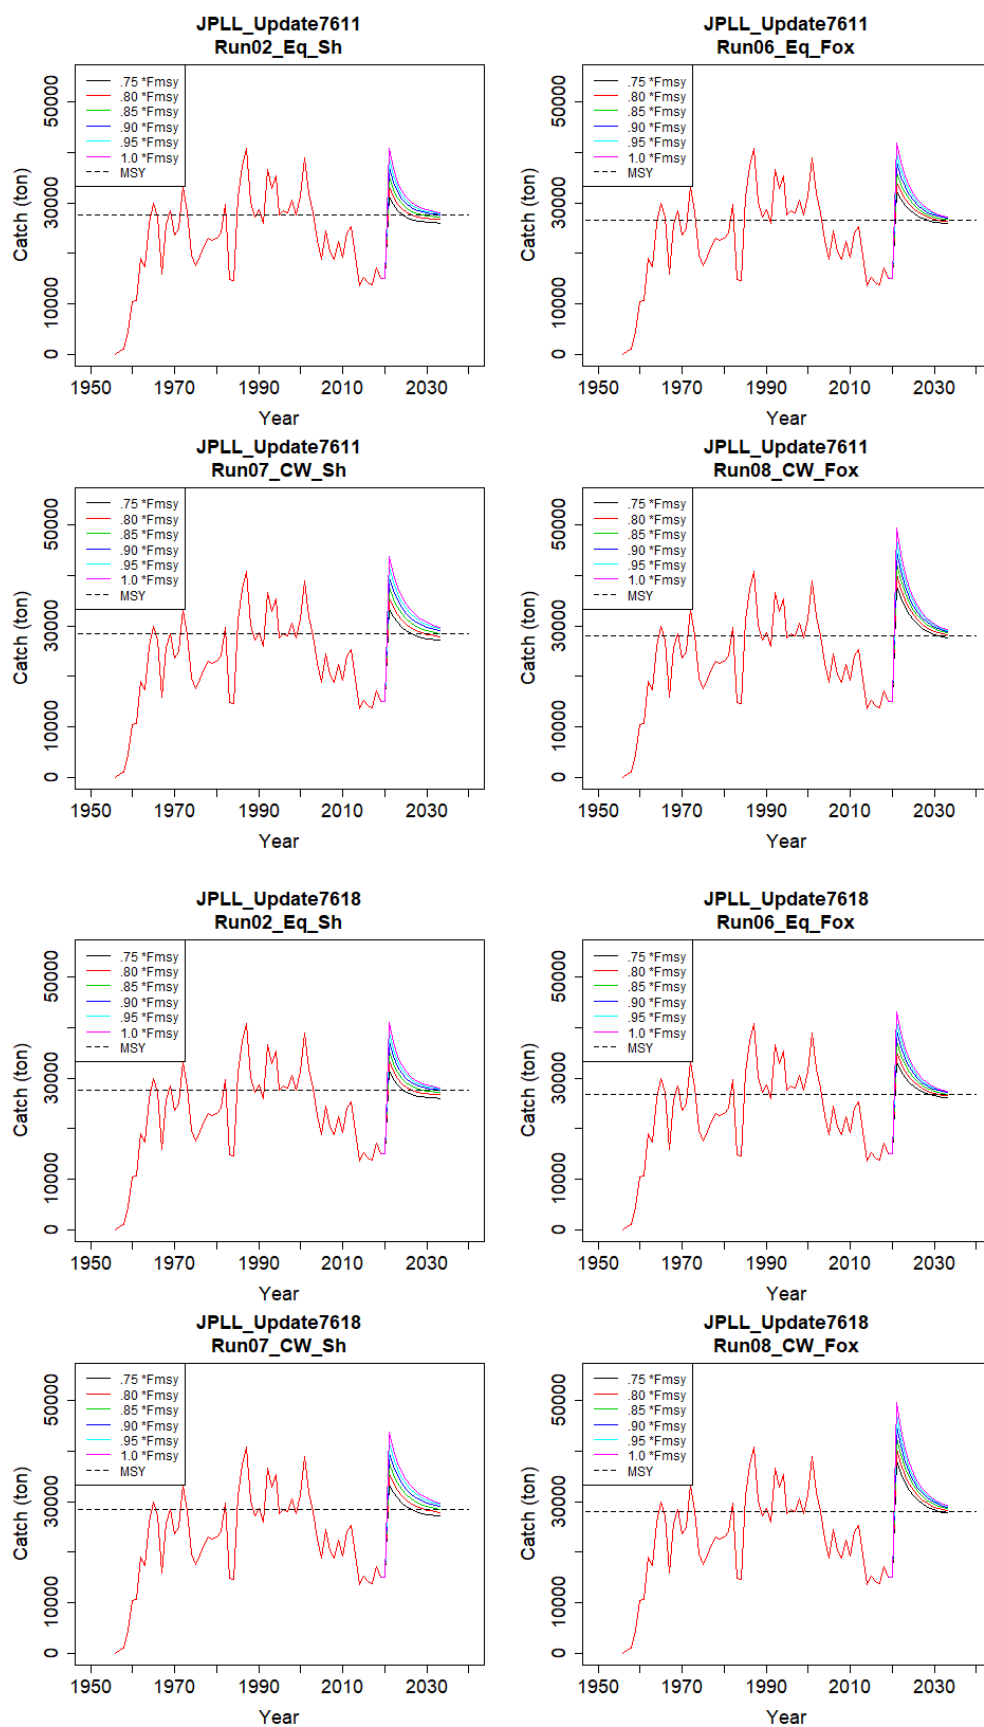 JPLL_Update7611
Run02_Eq_Sh
.75 *Fmsy
.80 *Fmsy
.85 *Fmsy
.90 *Fmsy
.95 *Fmsy
1.0 *Fmsy
MSY
Catch (ton)
50000
30000
10000
0
1950 1970 1990 2010 2030
Year
JPLL_Update7611
Run06_Eq_Fox
.75 *Fmsy
.80 *Fmsy
.85 *Fmsy
.90 *Fmsy
.95 *Fmsy
1.0 *Fmsy
MSY
Catch (ton)
50000
30000
10000
0
1950 1970 1990 2010 2030
Year
JPLL_Update7611
Run07_CW_Sh
.75 *Fmsy
.80 *Fmsy
.85 *Fmsy
.90 *Fmsy
.95 *Fmsy
1.0 *Fmsy
MSY
Catch (ton)
50000
30000
10000
0
1950 1970 1990 2010 2030
Year
JPLL_Update7611
Run08_CW_Fox
.75 *Fmsy
.80 *Fmsy
.85 *Fmsy
.90 *Fmsy
.95 *Fmsy
1.0 *Fmsy
MSY
Catch (ton)
50000
30000
10000
0
1950 1970 1990 2010 2030
Year
JPLL_Update7618
Run02_Eq_Sh
.75 *Fmsy
.80 *Fmsy
.85 *Fmsy
.90 *Fmsy
.95 *Fmsy
1.0 *Fmsy
MSY
Catch (ton)
50000
30000
10000
0
1950 1970 1990 2010 2030
Year
JPLL_Update7618
Run06_Eq_Fox
.75 *Fmsy
.80 *Fmsy
.85 *Fmsy
.90 *Fmsy
.95 *Fmsy
1.0 *Fmsy
MSY
Catch (ton)
50000
30000
10000
0
1950 1970 1990 2010 2030
Year
JPLL_Update7618
Run07_CW_Sh
.75 *Fmsy
.80 *Fmsy
.85 *Fmsy
.90 *Fmsy
.95 *Fmsy
1.0 *Fmsy
MSY
Catch (ton)
50000
30000
10000
0
1950 1970 1990 2010 2030
Year
JPLL_Update7618
Run08_CW_Fox
.75 *Fmsy
.80 *Fmsy
.85 *Fmsy
.90 *Fmsy
.95 *Fmsy
1.0 *Fmsy
MSY
Catch (ton)
50000
30000
10000
0
1950 1970 1990 2010 2030
Year